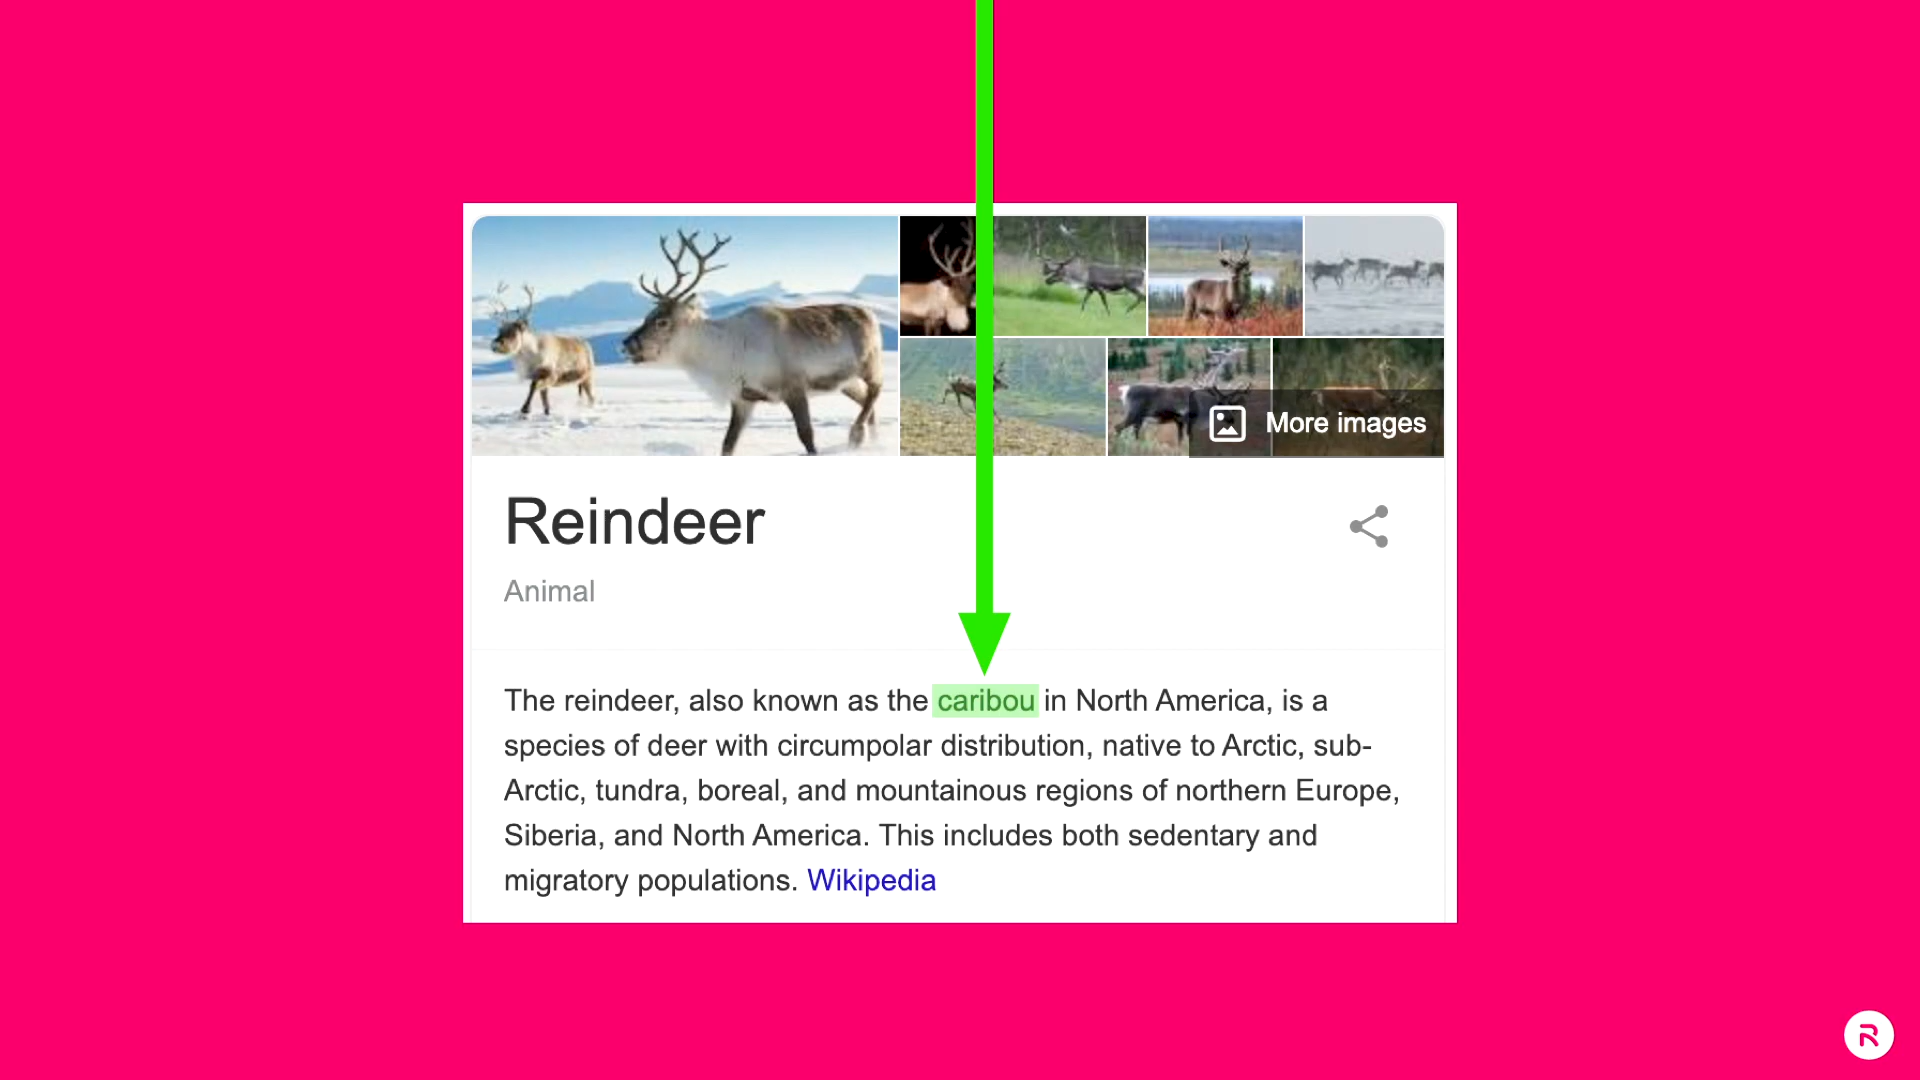 More images
Reindeer
Animal
The reindeer, also known as the caribou in North America, is a
species of deer with circumpolar distribution, native to Arctic, sub-
Arctic, tundra, boreal, and mountainous regions of northern Europe,
Siberia, and North America. This includes both sedentary and
migratory populations. Wikipedia
R